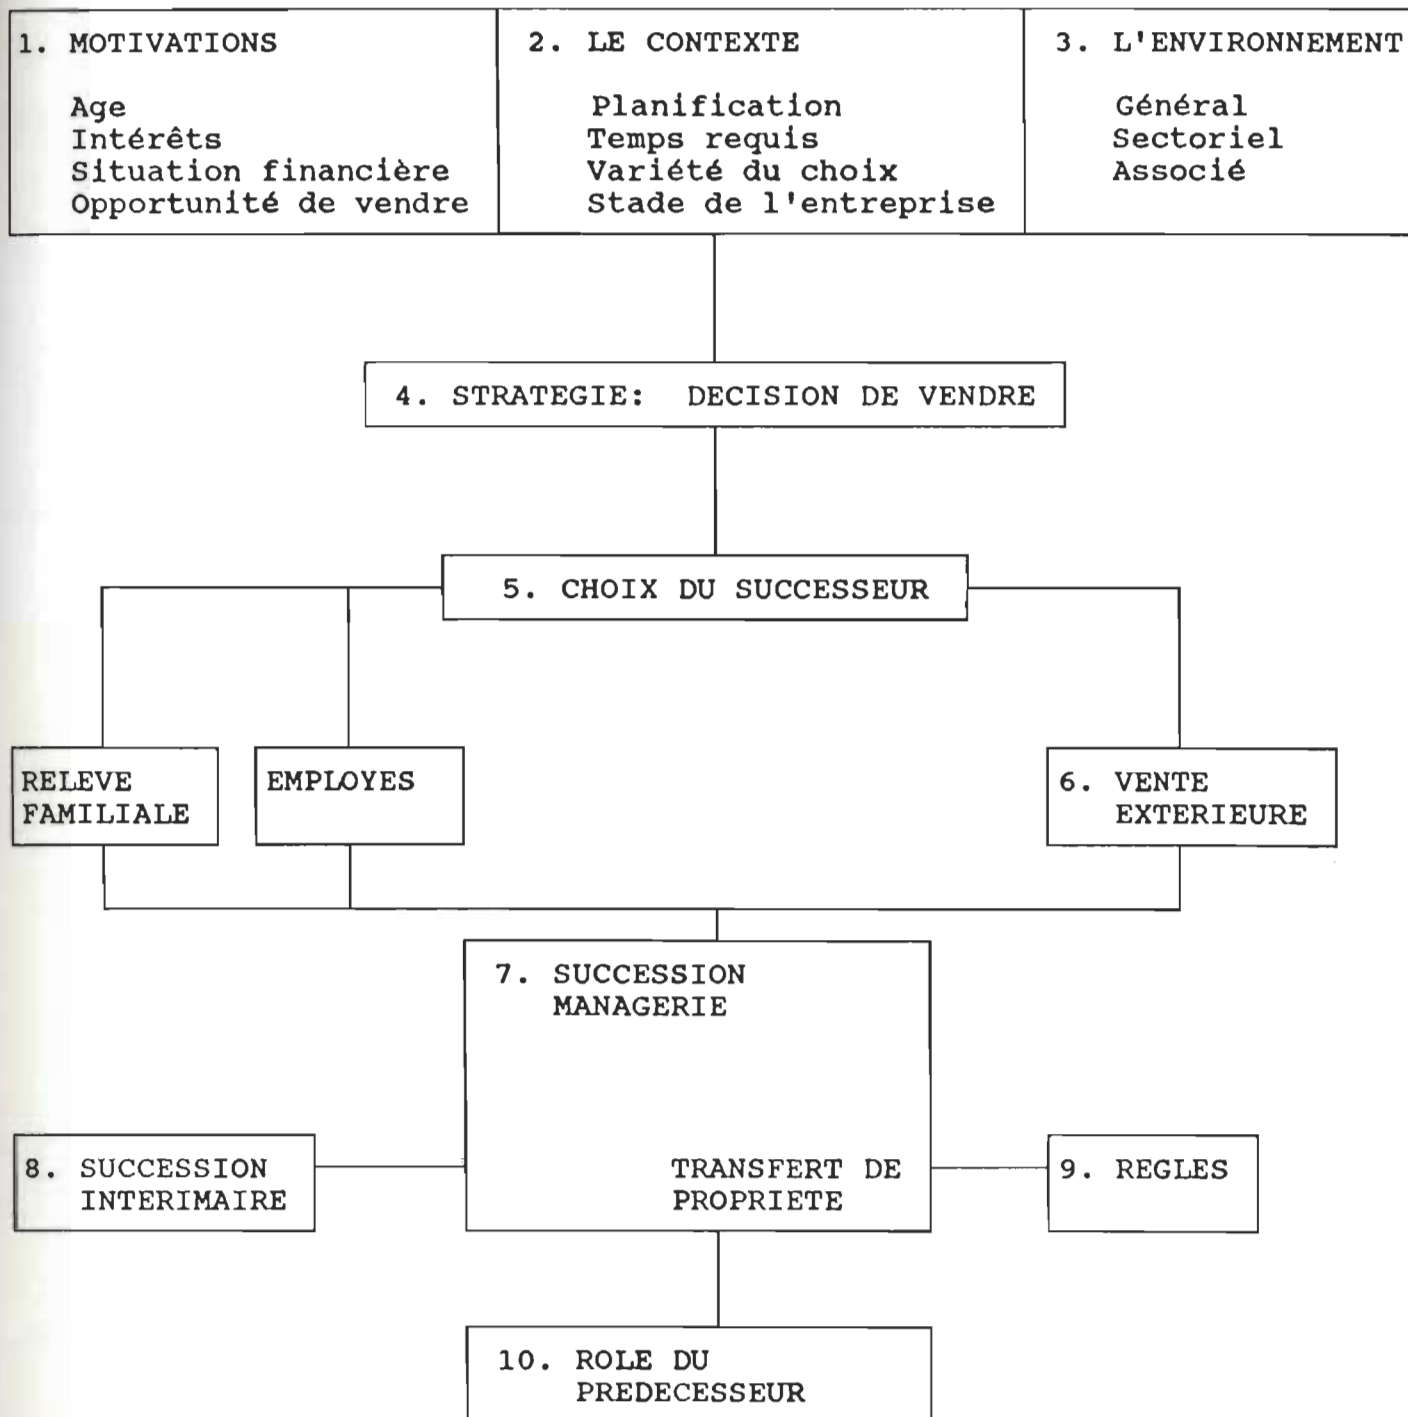 1. MOTIVATIONS
Age
Intérêts
Situation financière
Opportunité de vendre
2. LE CONTEXTE
Planification
Temps requis
Variété du choix
Stade de l'entreprise
3. L'ENVIRONNEMENT
Général
Sectoriel
Associé
4. STRATEGIE: DECISION DE VENDRE
5. CHOIX DU SUCCESSEUR
RELEVE
FAMILIALE
EMPLOYES
6. VENTE
EXTERIEURE
7. SUCCESSION
MANAGERIE
8. SUCCESSION
INTERIMAIRE
TRANSFERT DE
PROPRIETE
9. REGLES
10. ROLE DU
PREDECESSEUR